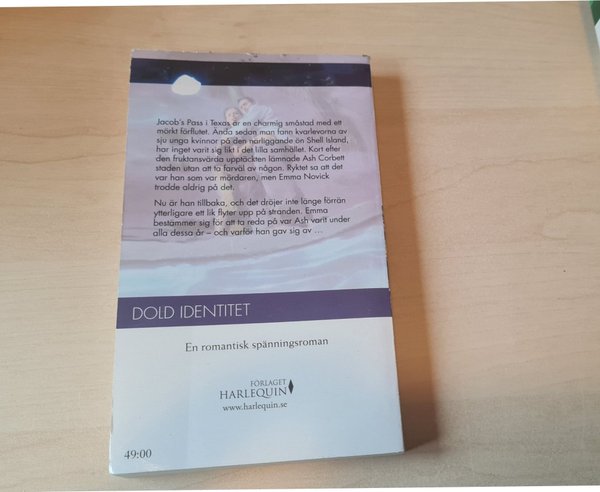 Jacob's Pass i Texas är en charmig småstad med ett
mörkt förflutet. Ända sedan man fann kvarlevorna av
sju unga kvinnor på den närliggande ön Shell Island,
har inget varit sig likt i det lilla samhället. Kort efter
den fruktansvärda upptäckten lämnade Ash Corbett
staden utan att ta farväl av någon. Ryktet sa att det
var han som var mördaren, men Emma Novick
trodde aldrig på det.
Nu är han tillbaka, och det dröjer inte länge förrän
ytterligare ett lik flyter upp på stranden. Emma
bestämmer sig för att ta reda på var Ash varit under
alla dessa år – och varför han gav sig av ...
DOLD IDENTITET
En romantisk spänningsroman
FÖRLAGET
HARLEQUIN
www.harlequin.se
49:00